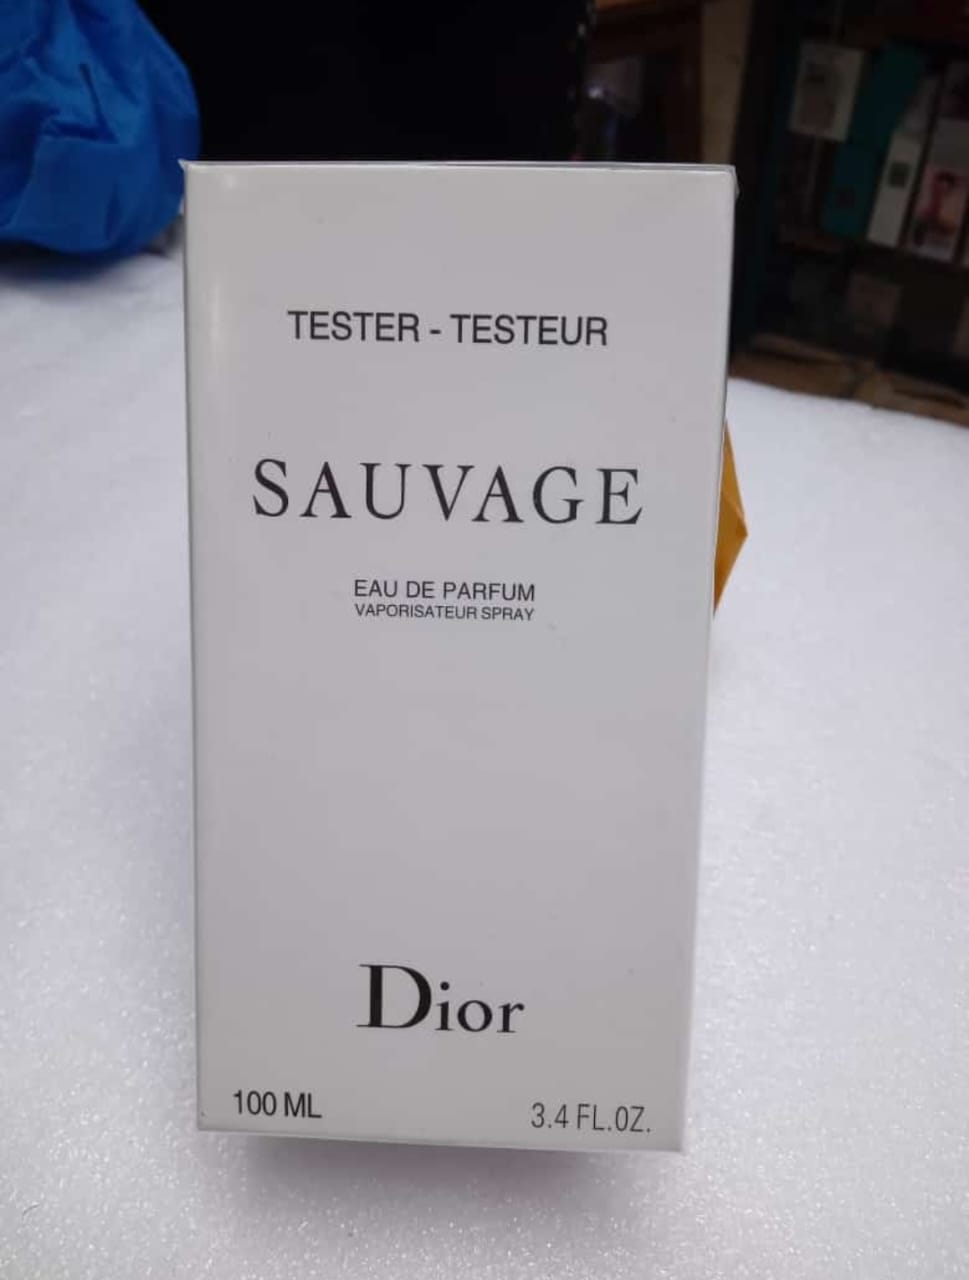 TESTER - TESTEUR
SAUVAGE
EAU DE PARFUM
VAPORISATEUR SPRAY
Dior
100 ML
3.4 FL.OZ.